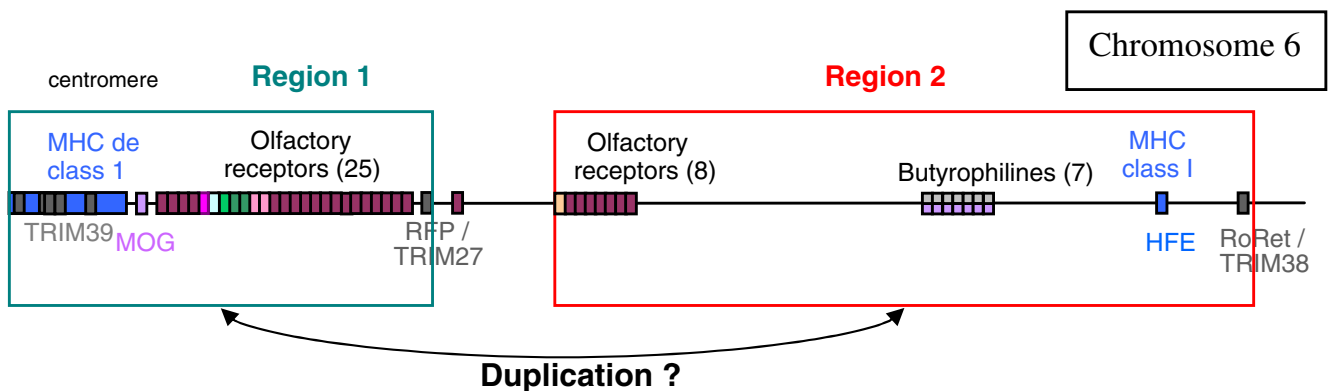 Chromosome 6
centromere
Region 1
Region 2
MHC de
class 1
Olfactory
receptors (25)
Olfactory
receptors (8)
Butyrophilines (7)
MHC
class I
TRIM39
MOG
RFP /
TRIM27
HFE
RoRet /
TRIM38
Duplication ?